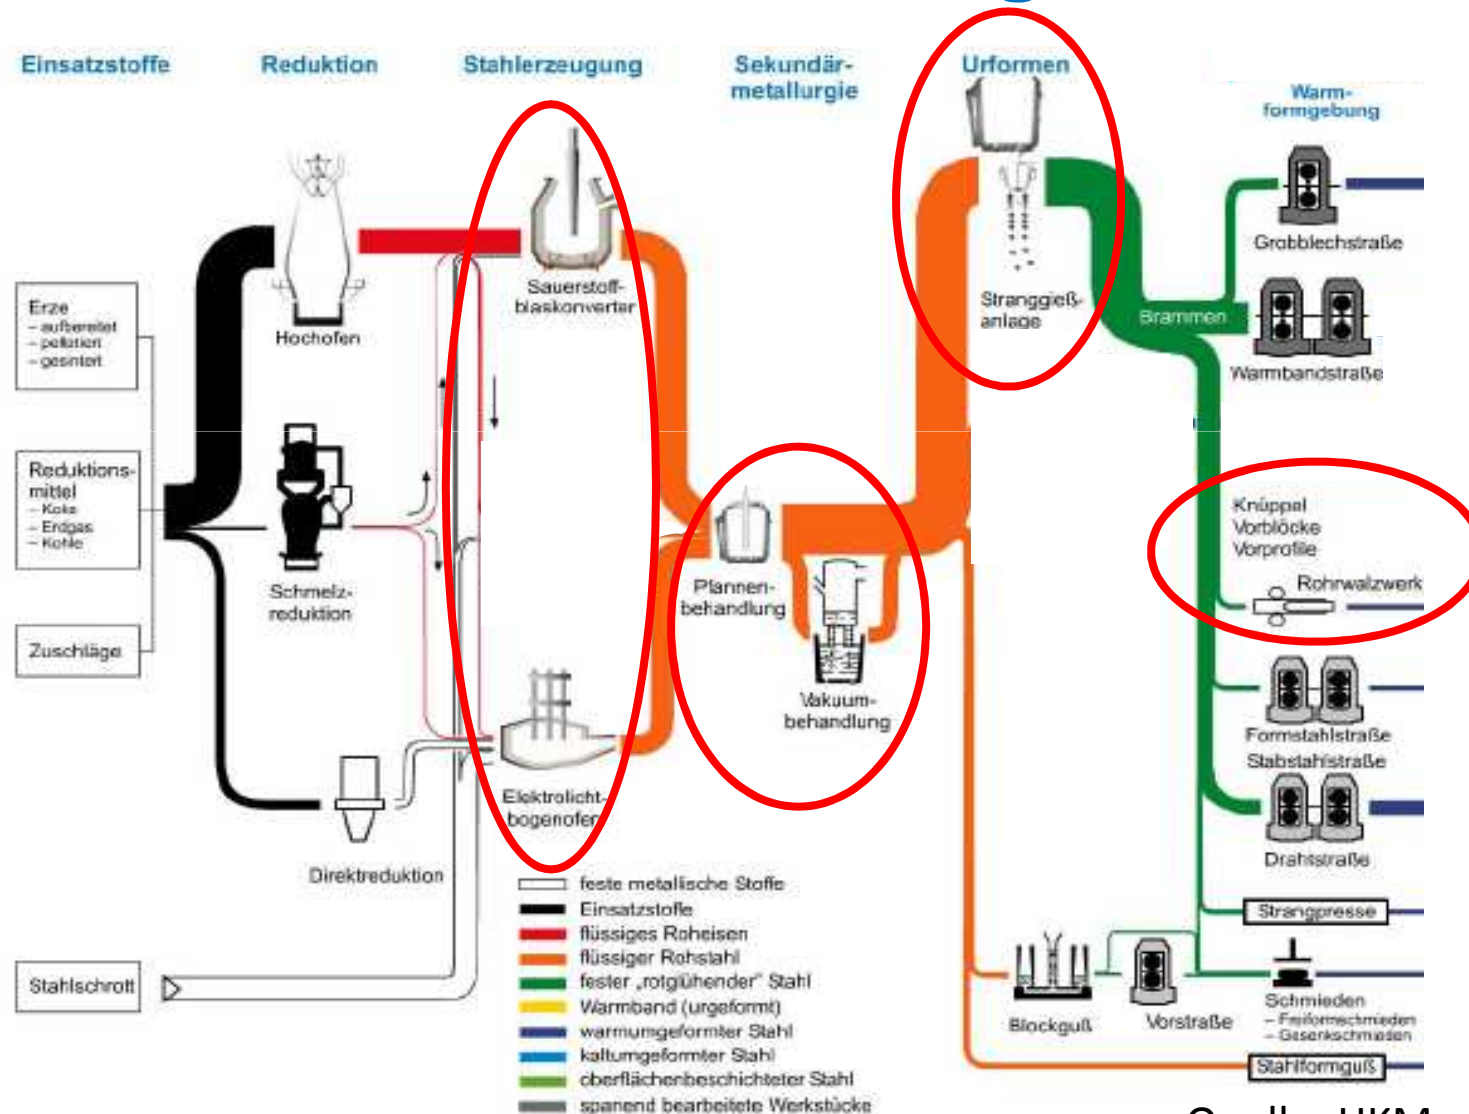 Einsatzstoffe
Reduktion
Stahlerzeugung
Sekundär-
metallurgie
Urformen
Warm-
formgebung
Erze
– aufbereitet
– pelletiert
– gesintert
Reduktions-
mittel
– Koks
– Erdgas
– Kohle
Zuschläge
Stahlschrott
Hochofen
Schmelz-
reduktion
Direktreduktion
Sauerstoff-
blaskonverter
Elektrolicht-
bogenofen
Pfannen-
behandlung
Vakuum-
behandlung
Stranggieß-
anlage
Brammen
Grobblechstraße
Warmbandstraße
Knüppel
Vorblöcke
Vorprofile
Rohrwalzwerk
Formstahlstraße
Stabstahlstraße
Drahtstraße
Strangpresse
Schmieden
– Freiformschmieden
– Gesenkschmieden
Stahlformguß
Blockguß
Vorstraße
feste metallische Stoffe
Einsatzstoffe
flüssiges Roheisen
flüssiger Rohstahl
fester „rotglühender“ Stahl
Warmband (urgeformt)
warmumgeformter Stahl
kaltumgeformter Stahl
oberflächenbeschichteter Stahl
spanend bearbeitete Werkstücke